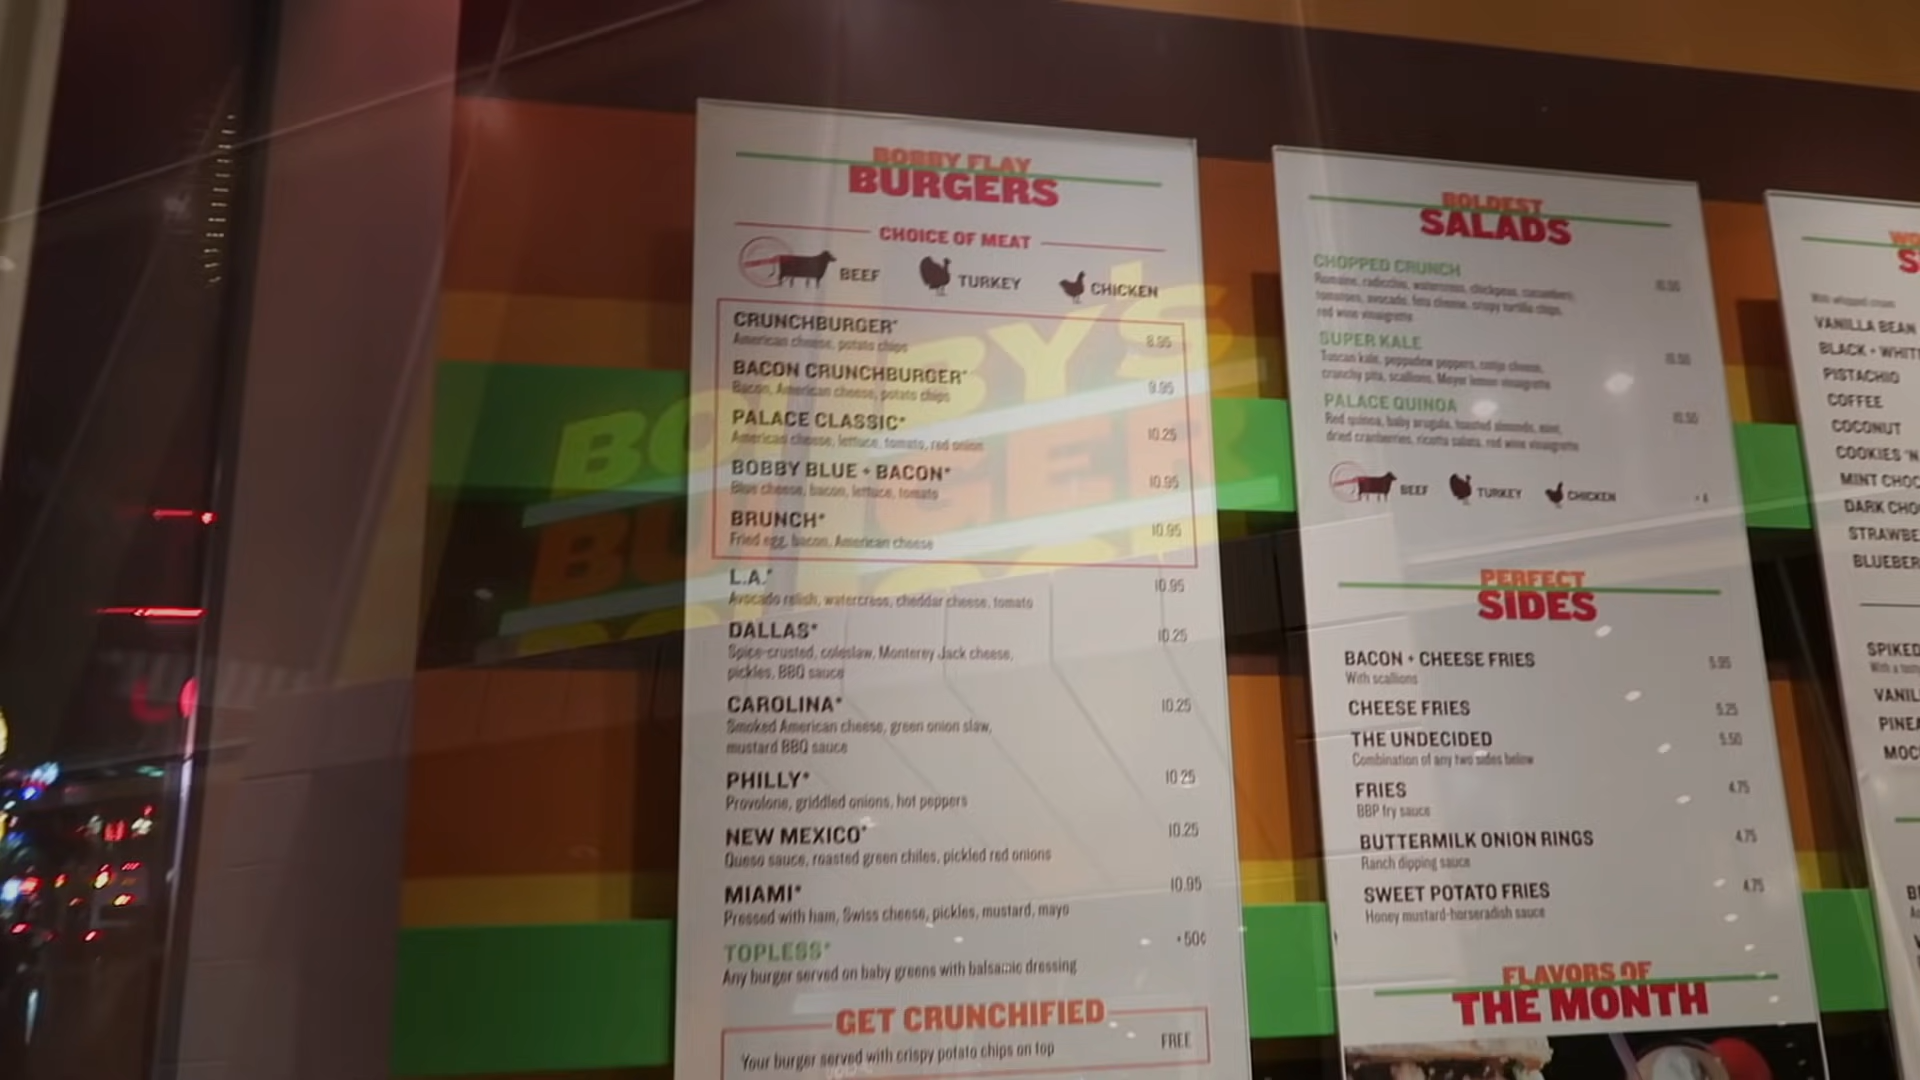 BOBBY FLAY
BURGERS
CHOICE OF MEAT
BEEF TURKEY CHICKEN
CRUNCHBURGER* 8.95
American cheese, potato chips
BACON CRUNCHBURGER* 9.95
Bacon, American cheese, potato chips
PALACE CLASSIC* 10.25
American cheese, lettuce, tomato, red onion
BOBBY BLUE + BACON* 10.95
Blue cheese, bacon, lettuce, tomato
BRUNCH* 10.95
Fried egg, bacon, American cheese
L.A.* 10.95
Avocado relish, watercress, cheddar cheese, tomato
DALLAS* 10.25
Spice-crusted, coleslaw, Monterey Jack cheese,
pickles, BBQ sauce
CAROLINA* 10.25
Smoked American cheese, green onion slaw,
mustard BBQ sauce
PHILLY* 10.25
Provolone, griddled onions, hot peppers
NEW MEXICO* 10.25
Queso sauce, roasted green chiles, pickled red onions
MIAMI* 10.95
Pressed with ham, Swiss cheese, pickles, mustard, mayo
TOPLESS* +50¢
Any burger served on baby greens with balsamic dressing
GET CRUNCHIFIED
Your burger served with crispy potato chips on top FREE
BOBBY'S
BURGER
BOLDEST
SALADS
CHOPPED CRUNCH 10.50
Romaine, radicchio, watercress, chickpeas, cucumbers,
tomatoes, avocado, feta cheese, crispy tortilla chips,
red wine vinaigrette
SUPER KALE 10.50
Tuscan kale, peppadew peppers, cotija cheese,
crunchy pita, scallions, Meyer lemon vinaigrette
PALACE QUINOA 10.50
Red quinoa, baby arugula, toasted almonds, mint,
dried cranberries, ricotta salata, red wine vinaigrette
BEEF TURKEY CHICKEN +4
PERFECT
SIDES
BACON + CHEESE FRIES 5.95
With scallions
CHEESE FRIES 5.25
THE UNDECIDED 5.50
Combination of any two sides below
FRIES 4.75
BBP fry sauce
BUTTERMILK ONION RINGS 4.75
Ranch dipping sauce
SWEET POTATO FRIES 4.75
Honey mustard-horseradish sauce
FLAVORS OF
THE MONTH
With whipped cream
VANILLA BEAN
BLACK + WHIT
PISTACHIO
COFFEE
COCONUT
COOKIES 'N
MINT CHOC
DARK CHO
STRAWBE
BLUEBER
SPIKED
VANIL
PINEA
MOC